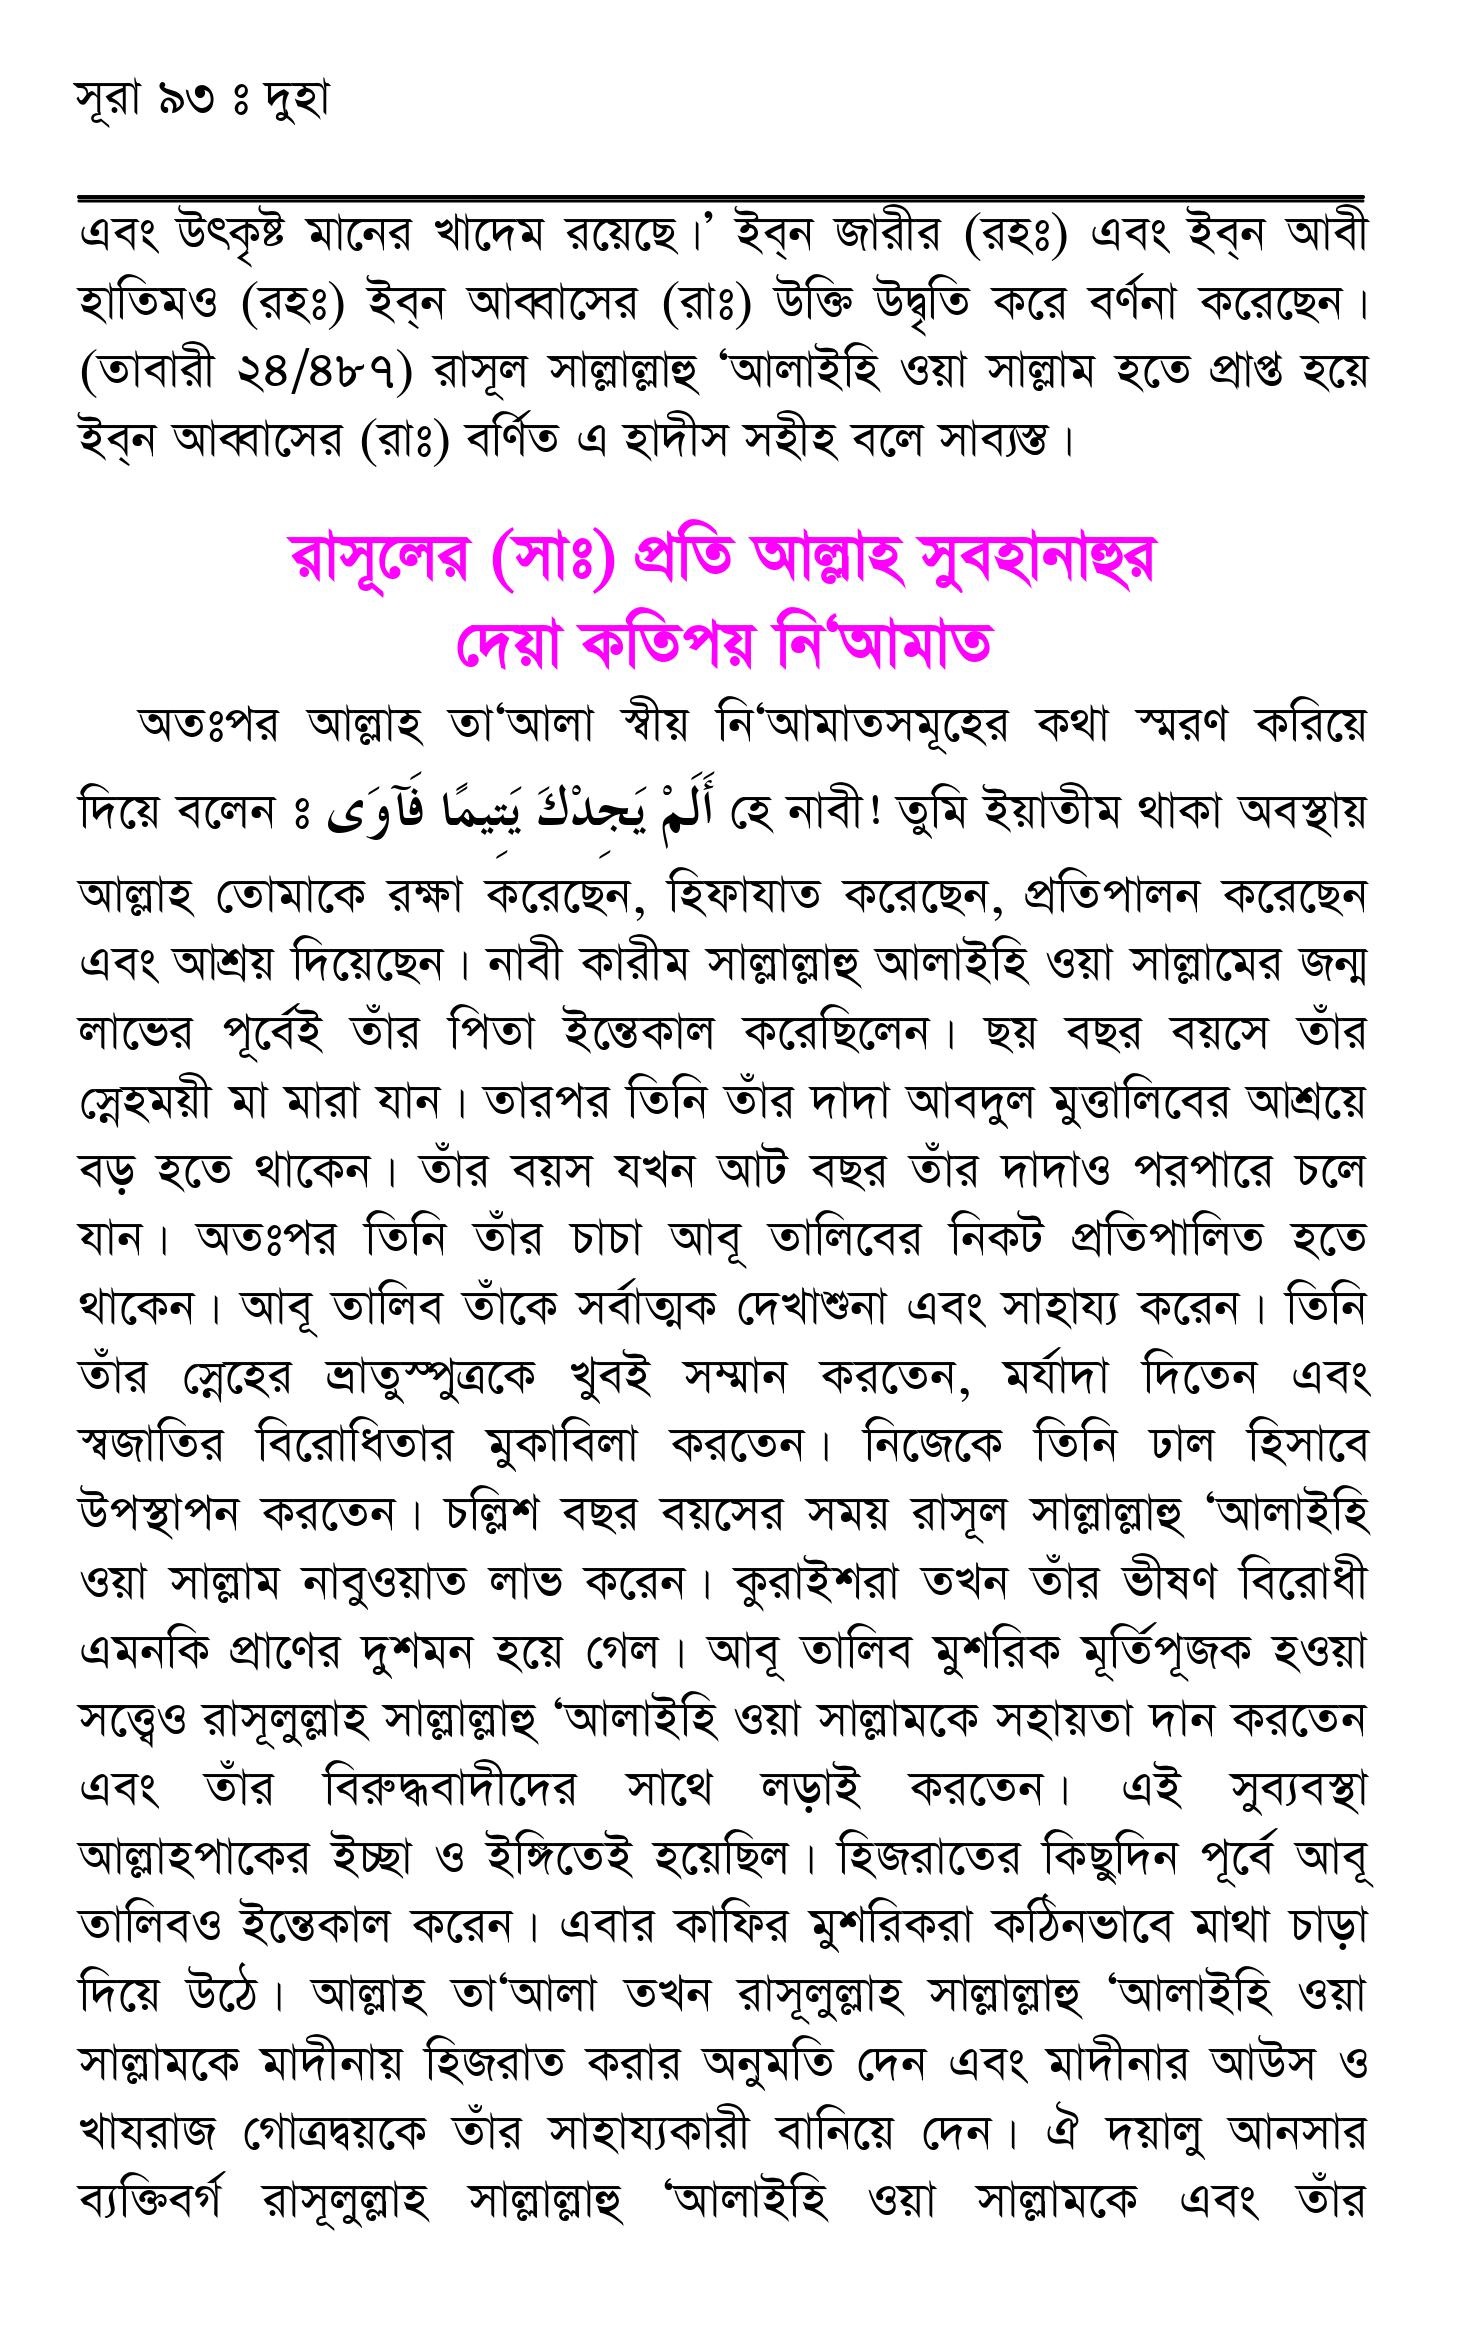 সূরা ৯৩ ঃ দুহা
এবং উৎকৃষ্ট মানের খাদেম রয়েছে।’ ইব্‌ন জারীর (রহঃ) এবং ইব্‌ন আবী
হাতিমও (রহঃ) ইব্‌ন আব্বাসের (রাঃ) উক্তি উদ্বৃতি করে বর্ণনা করেছেন।
(তাবারী ২৪/৪৮৭) রাসূল সাল্লাল্লাহু ‘আলাইহি ওয়া সাল্লাম হতে প্রাপ্ত হয়ে
ইব্‌ন আব্বাসের (রাঃ) বর্ণিত এ হাদীস সহীহ বলে সাব্যস্ত।
রাসূলের (সাঃ) প্রতি আল্লাহ সুবহানাহুর
দেয়া কতিপয় নি‘আমাত
অতঃপর আল্লাহ তা‘আলা স্বীয় নি‘আমাতসমূহের কথা স্মরণ করিয়ে
দিয়ে বলেন ঃ أَلَمْ يَجِدْكَ يَتِيمًا فَآوَى হে নাবী! তুমি ইয়াতীম থাকা অবস্থায়
আল্লাহ তোমাকে রক্ষা করেছেন, হিফাযাত করেছেন, প্রতিপালন করেছেন
এবং আশ্রয় দিয়েছেন। নাবী কারীম সাল্লাল্লাহু আলাইহি ওয়া সাল্লামের জন্ম
লাভের পূর্বেই তাঁর পিতা ইন্তেকাল করেছিলেন। ছয় বছর বয়সে তাঁর
স্নেহময়ী মা মারা যান। তারপর তিনি তাঁর দাদা আবদুল মুত্তালিবের আশ্রয়ে
বড় হতে থাকেন। তাঁর বয়স যখন আট বছর তাঁর দাদাও পরপারে চলে
যান। অতঃপর তিনি তাঁর চাচা আবূ তালিবের নিকট প্রতিপালিত হতে
থাকেন। আবূ তালিব তাঁকে সর্বাত্মক দেখাশুনা এবং সাহায্য করেন। তিনি
তাঁর স্নেহের ভ্রাতুস্পুত্রকে খুবই সম্মান করতেন, মর্যাদা দিতেন এবং
স্বজাতির বিরোধিতার মুকাবিলা করতেন। নিজেকে তিনি ঢাল হিসাবে
উপস্থাপন করতেন। চল্লিশ বছর বয়সের সময় রাসূল সাল্লাল্লাহু ‘আলাইহি
ওয়া সাল্লাম নাবুওয়াত লাভ করেন। কুরাইশরা তখন তাঁর ভীষণ বিরোধী
এমনকি প্রাণের দুশমন হয়ে গেল। আবূ তালিব মুশরিক মূর্তিপূজক হওয়া
সত্ত্বেও রাসূলুল্লাহ সাল্লাল্লাহু ‘আলাইহি ওয়া সাল্লামকে সহায়তা দান করতেন
এবং তাঁর বিরুদ্ধবাদীদের সাথে লড়াই করতেন। এই সুব্যবস্থা
আল্লাহপাকের ইচ্ছা ও ইঙ্গিতেই হয়েছিল। হিজরাতের কিছুদিন পূর্বে আবূ
তালিবও ইন্তেকাল করেন। এবার কাফির মুশরিকরা কঠিনভাবে মাথা চাড়া
দিয়ে উঠে। আল্লাহ তা‘আলা তখন রাসূলুল্লাহ সাল্লাল্লাহু ‘আলাইহি ওয়া
সাল্লামকে মাদীনায় হিজরাত করার অনুমতি দেন এবং মাদীনার আউস ও
খাযরাজ গোত্রদ্বয়কে তাঁর সাহায্যকারী বানিয়ে দেন। ঐ দয়ালু আনসার
ব্যক্তিবর্গ রাসূলুল্লাহ সাল্লাল্লাহু ‘আলাইহি ওয়া সাল্লামকে এবং তাঁর